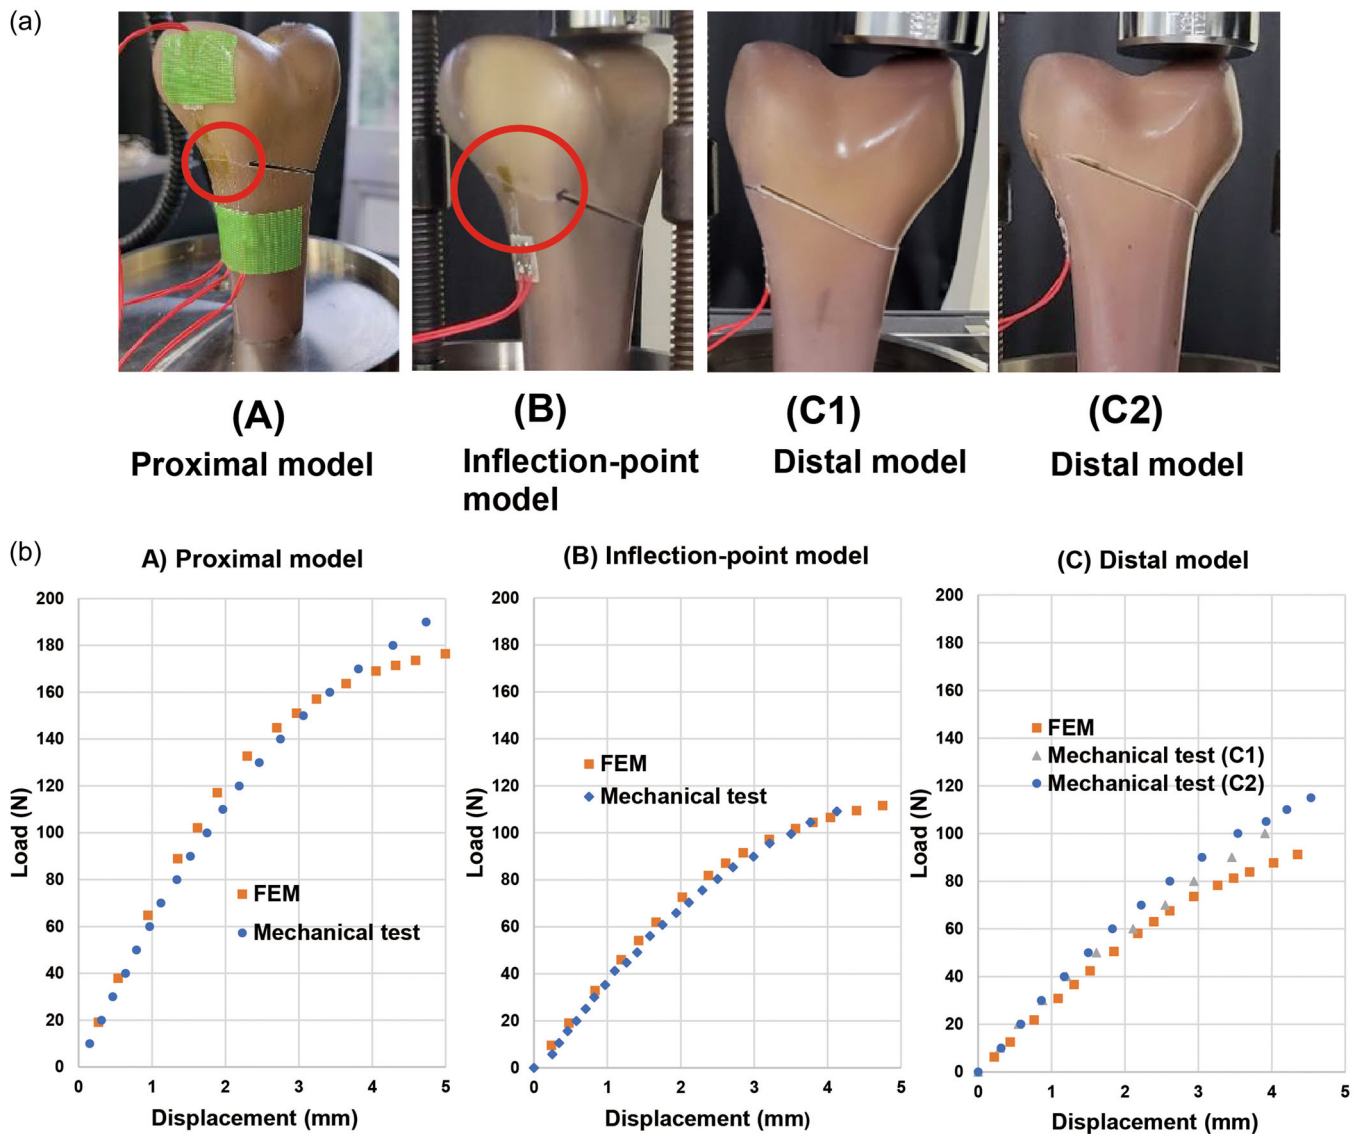 (a)
(A)
(B)
(C1)
(C2)
Proximal model
Inflection-point
model
Distal model
Distal model
(b)
A) Proximal model
(B) Inflection-point model
(C) Distal model
Load (N)
200
180
160
140
120
100
80
60
40
20
0
FEM
Mechanical test
0 1 2 3 4 5
Displacement (mm)
Load (N)
200
180
160
140
120
100
80
60
40
20
0
FEM
Mechanical test
0 1 2 3 4 5
Displacement (mm)
Load (N)
200
180
160
140
120
100
80
60
40
20
0
FEM
Mechanical test (C1)
Mechanical test (C2)
0 1 2 3 4 5
Displacement (mm)